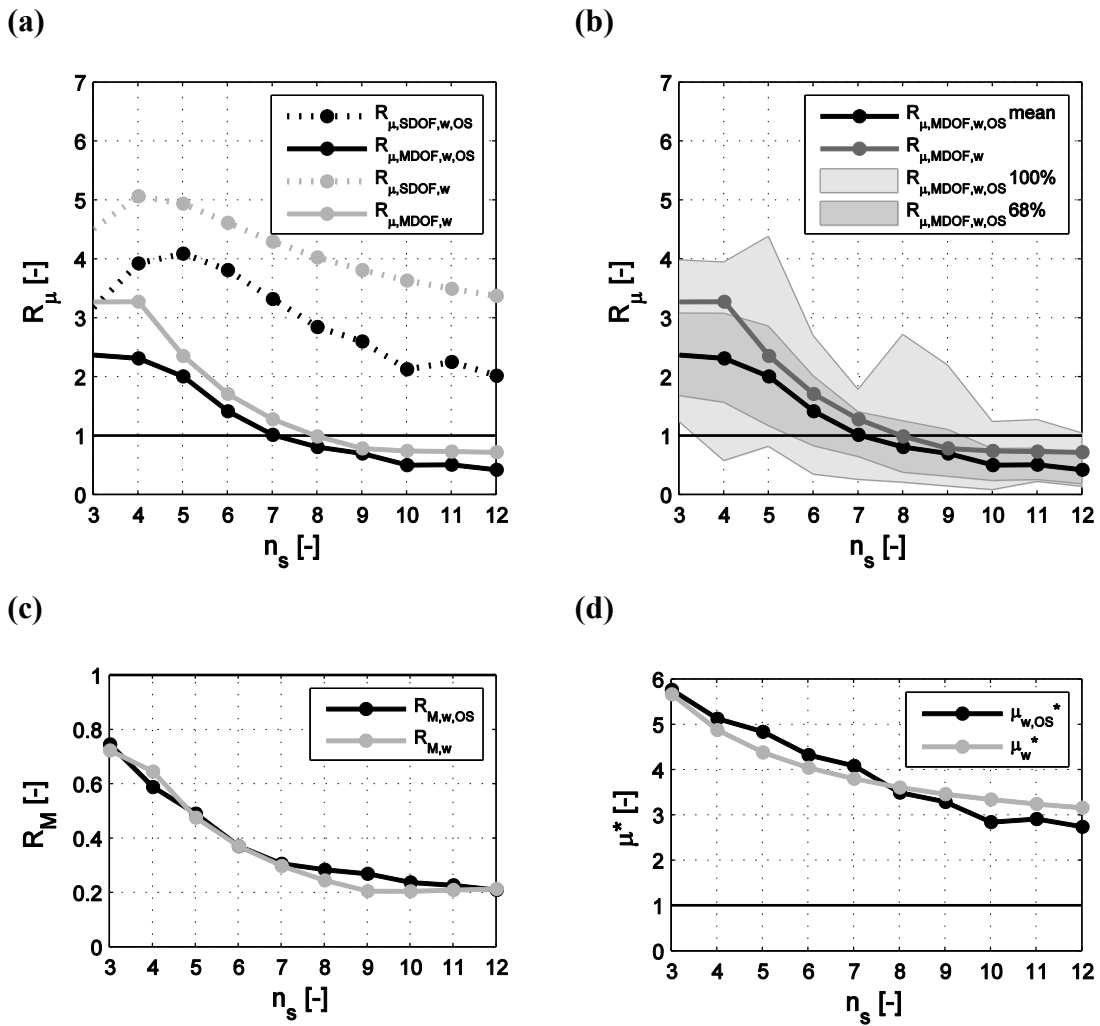 (a)
7
6
5
4
3
2
1
0
R_μ [-]
R_μ,SDOF,w,OS
R_μ,MDOF,w,OS
R_μ,SDOF,w
R_μ,MDOF,w
3 4 5 6 7 8 9 10 11 12
n_s [-]
(b)
7
6
5
4
3
2
1
0
R_μ [-]
R_μ,MDOF,w,OS mean
R_μ,MDOF,w
R_μ,MDOF,w,OS 100%
R_μ,MDOF,w,OS 68%
3 4 5 6 7 8 9 10 11 12
n_s [-]
(c)
1
0.8
0.6
0.4
0.2
0
R_M [-]
R_M,w,OS
R_M,w
3 4 5 6 7 8 9 10 11 12
n_s [-]
(d)
6
5
4
3
2
1
0
μ* [-]
μ_w,OS*
μ_w*
3 4 5 6 7 8 9 10 11 12
n_s [-]